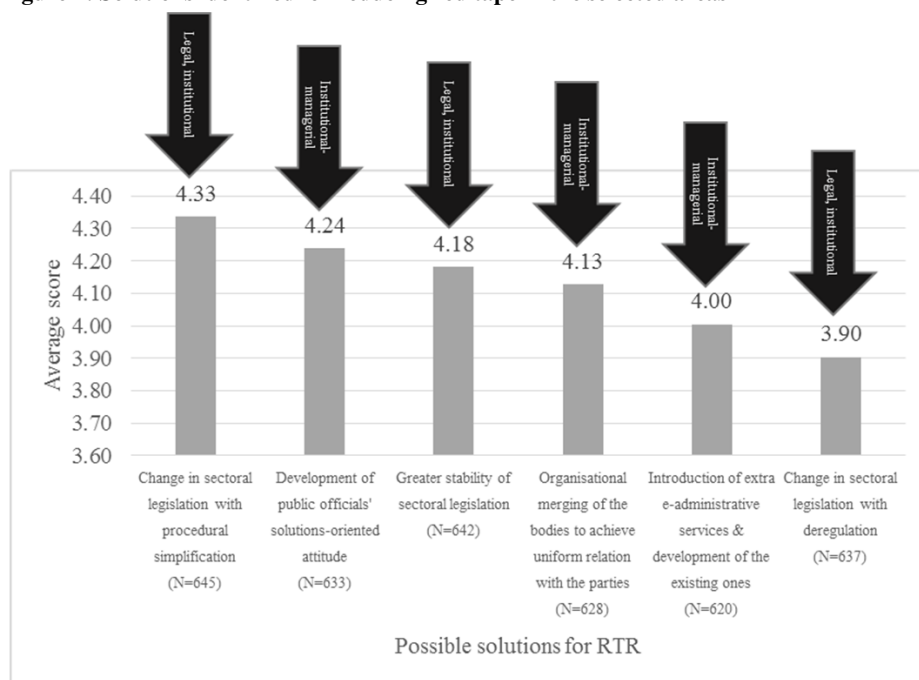 Legal, institutional
Institutional-
managerial
Legal, institutional
Institutional-
managerial
Institutional-
managerial
Legal, institutional
4.40
4.30
4.20
4.10
4.00
3.90
3.80
3.70
3.60
Average score
4.33
4.24
4.18
4.13
4.00
3.90
Change in sectoral
legislation with
procedural
simplification
(N=645)
Development of
public officials'
solutions-oriented
attitude
(N=633)
Greater stability of
sectoral legislation
(N=642)
Organisational
merging of the
bodies to achieve
uniform relation
with the parties
(N=628)
Introduction of extra
e-administrative
services &
development of the
existing ones
(N=620)
Change in sectoral
legislation with
deregulation
(N=637)
Possible solutions for RTR